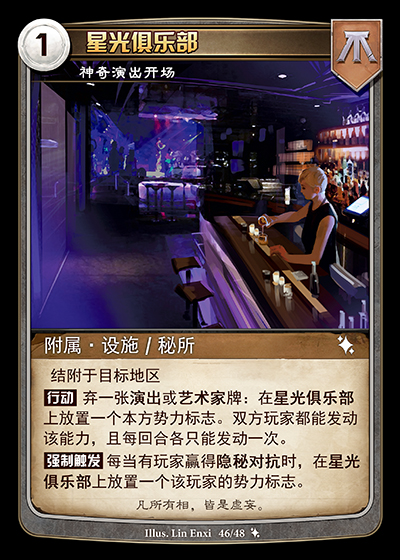 1
星光俱乐部
神奇演出开场
附属·设施/秘所
结附于目标地区
行动 弃一张演出或艺术家牌：在星光俱乐部
上放置一个本方势力标志。双方玩家都能发动
该能力，且每回合各只能发动一次。
强制触发 每当有玩家赢得隐秘对抗时，在星光
俱乐部上放置一个该玩家的势力标志。
凡所有相，皆是虚妄。
Illus. Lin Enxi 46/48